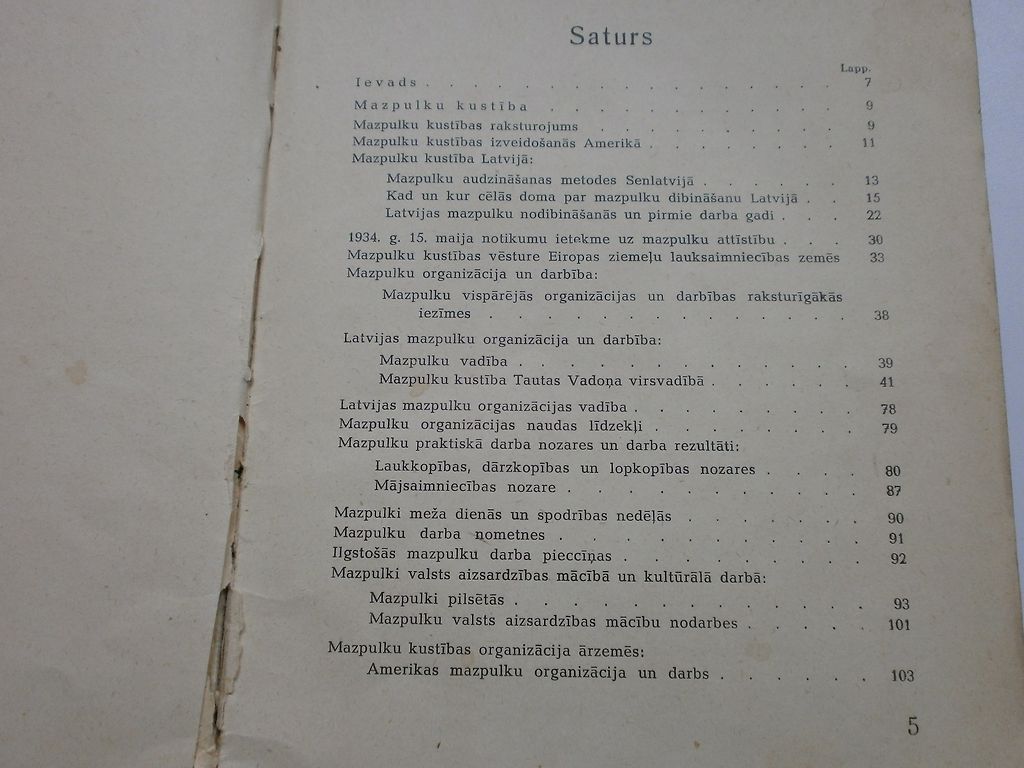 Saturs
Lapp.
Ievads . . . . . . . . . . . . . . . . 7
Mazpulku kustība . . . . . . . . . . . 9
Mazpulku kustības raksturojums . . . . . . . . . . 9
Mazpulku kustības izveidošanās Amerikā . . . . . . . . 11
Mazpulku kustība Latvijā:
Mazpulku audzināšanas metodes Senlatvijā . . . . . . 13
Kad un kur cēlās doma par mazpulku dibināšanu Latvijā . . 15
Latvijas mazpulku nodibināšanās un pirmie darba gadi . . . 22
1934. g. 15. maija notikumu ietekme uz mazpulku attīstību . . . 30
Mazpulku kustības vēsture Eiropas ziemeļu lauksaimniecības zemēs 33
Mazpulku organizācija un darbība:
Mazpulku vispārējās organizācijas un darbības raksturīgākās
iezīmes . . . . . . . . . . . . . . 38
Latvijas mazpulku organizācija un darbība:
Mazpulku vadība . . . . . . . . . . . . . 39
Mazpulku kustība Tautas Vadoņa virsvadībā . . . . . . 41
Latvijas mazpulku organizācijas vadība . . . . . . . . . 78
Mazpulku organizācijas naudas līdzekļi . . . . . . . . 79
Mazpulku praktiskā darba nozares un darba rezultāti:
Laukkopības, dārzkopības un lopkopības nozares . . . . 80
Mājsaimniecības nozare . . . . . . . . . . . 87
Mazpulki meža dienās un spodrības nedēļās . . . . . . . 90
Mazpulku darba nometnes . . . . . . . . . . . . 91
Ilgstošās mazpulku darba pieccīņas . . . . . . . . . 92
Mazpulki valsts aizsardzības mācībā un kultūrālā darbā:
Mazpulki pilsētās . . . . . . . . . . . . . 93
Mazpulku valsts aizsardzības mācību nodarbes . . . . . 101
Mazpulku kustības organizācija ārzemēs:
Amerikas mazpulku organizācija un darbs . . . . . . 103
5